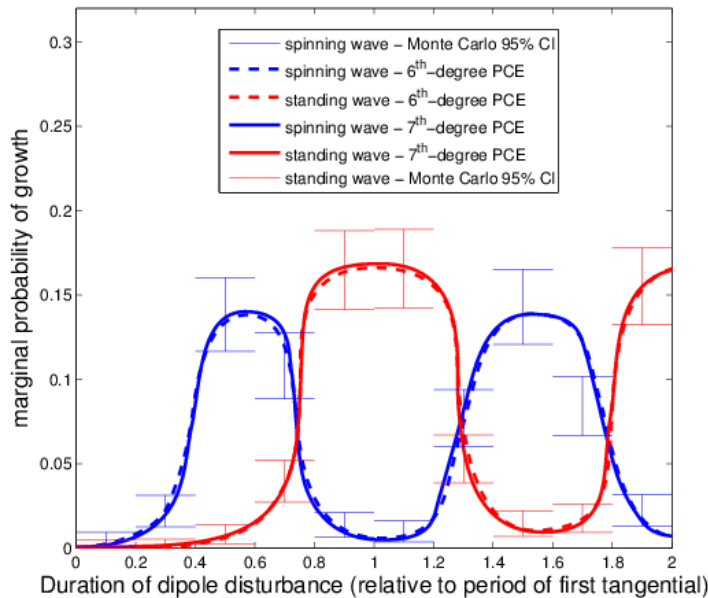 0.3
0.25
0.2
0.15
0.1
0.05
0
marginal probability of growth
spinning wave – Monte Carlo 95% CI
spinning wave – 6th–degree PCE
standing wave – 6th–degree PCE
spinning wave – 7th–degree PCE
standing wave – 7th–degree PCE
standing wave – Monte Carlo 95% CI
0 0.2 0.4 0.6 0.8 1 1.2 1.4 1.6 1.8 2
Duration of dipole disturbance (relative to period of first tangential)